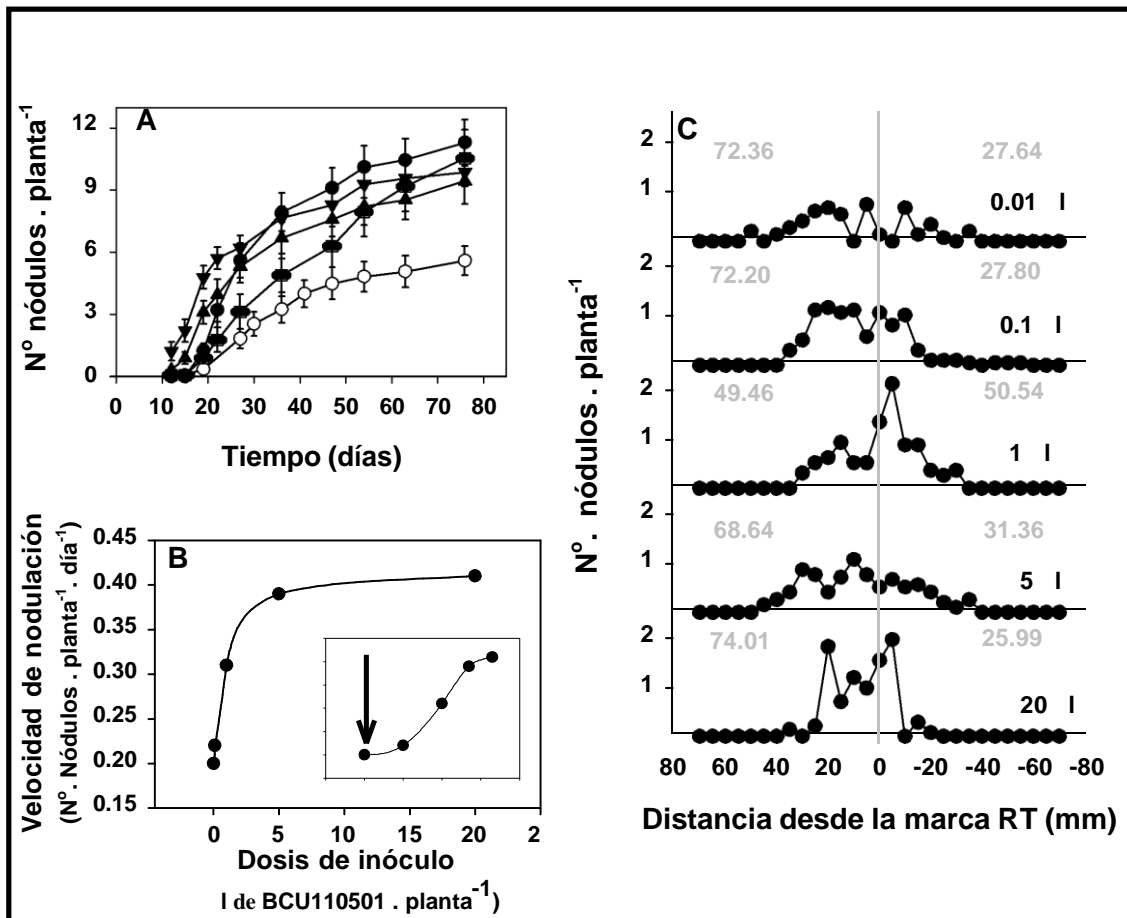 A
N° nódulos . planta-1
12
9
6
3
0
0 10 20 30 40 50 60 70 80
Tiempo (días)
B
Velocidad de nodulación
(N°. Nódulos . planta-1 . día-1)
0.45
0.40
0.35
0.30
0.25
0.20
0.15
0 5 10 15 20 2
Dosis de inóculo
l de BCU110501 . planta-1)
C
N°. nódulos . planta-1
2
1
72.36 27.64
0.01 l
2
1
72.20 27.80
0.1 l
2
1
49.46 50.54
1 l
2
1
68.64 31.36
5 l
2
1
74.01 25.99
20 l
80 60 40 20 0 -20 -40 -60 -80
Distancia desde la marca RT (mm)